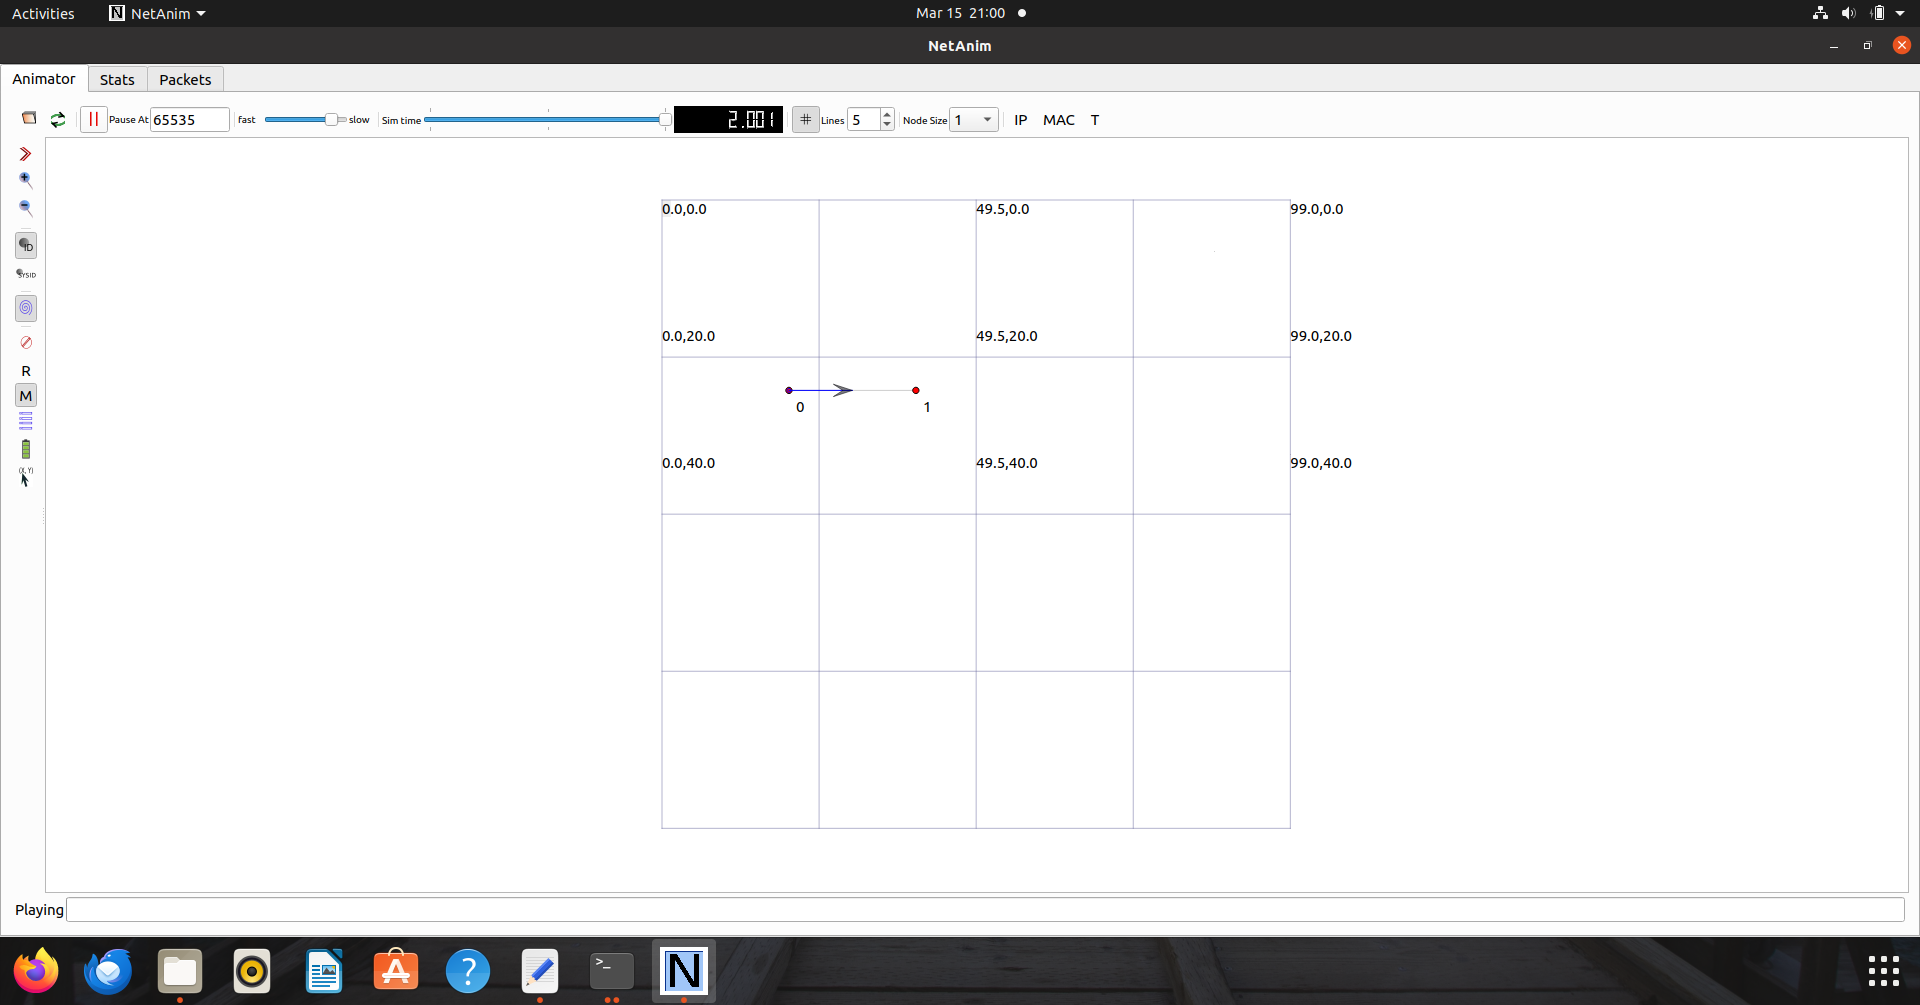 Activities NetAnim Mar 15 21:00
NetAnim
Animator Stats Packets
Pause At 65535 fast slow Sim time 2.001 # Lines 5 Node Size 1 IP MAC T
ID
SYSID
R
M
(X, Y)
0.0,0.0 49.5,0.0 99.0,0.0
0.0,20.0 49.5,20.0 99.0,20.0
0 1
0.0,40.0 49.5,40.0 99.0,40.0
Playing
A ? >_ N